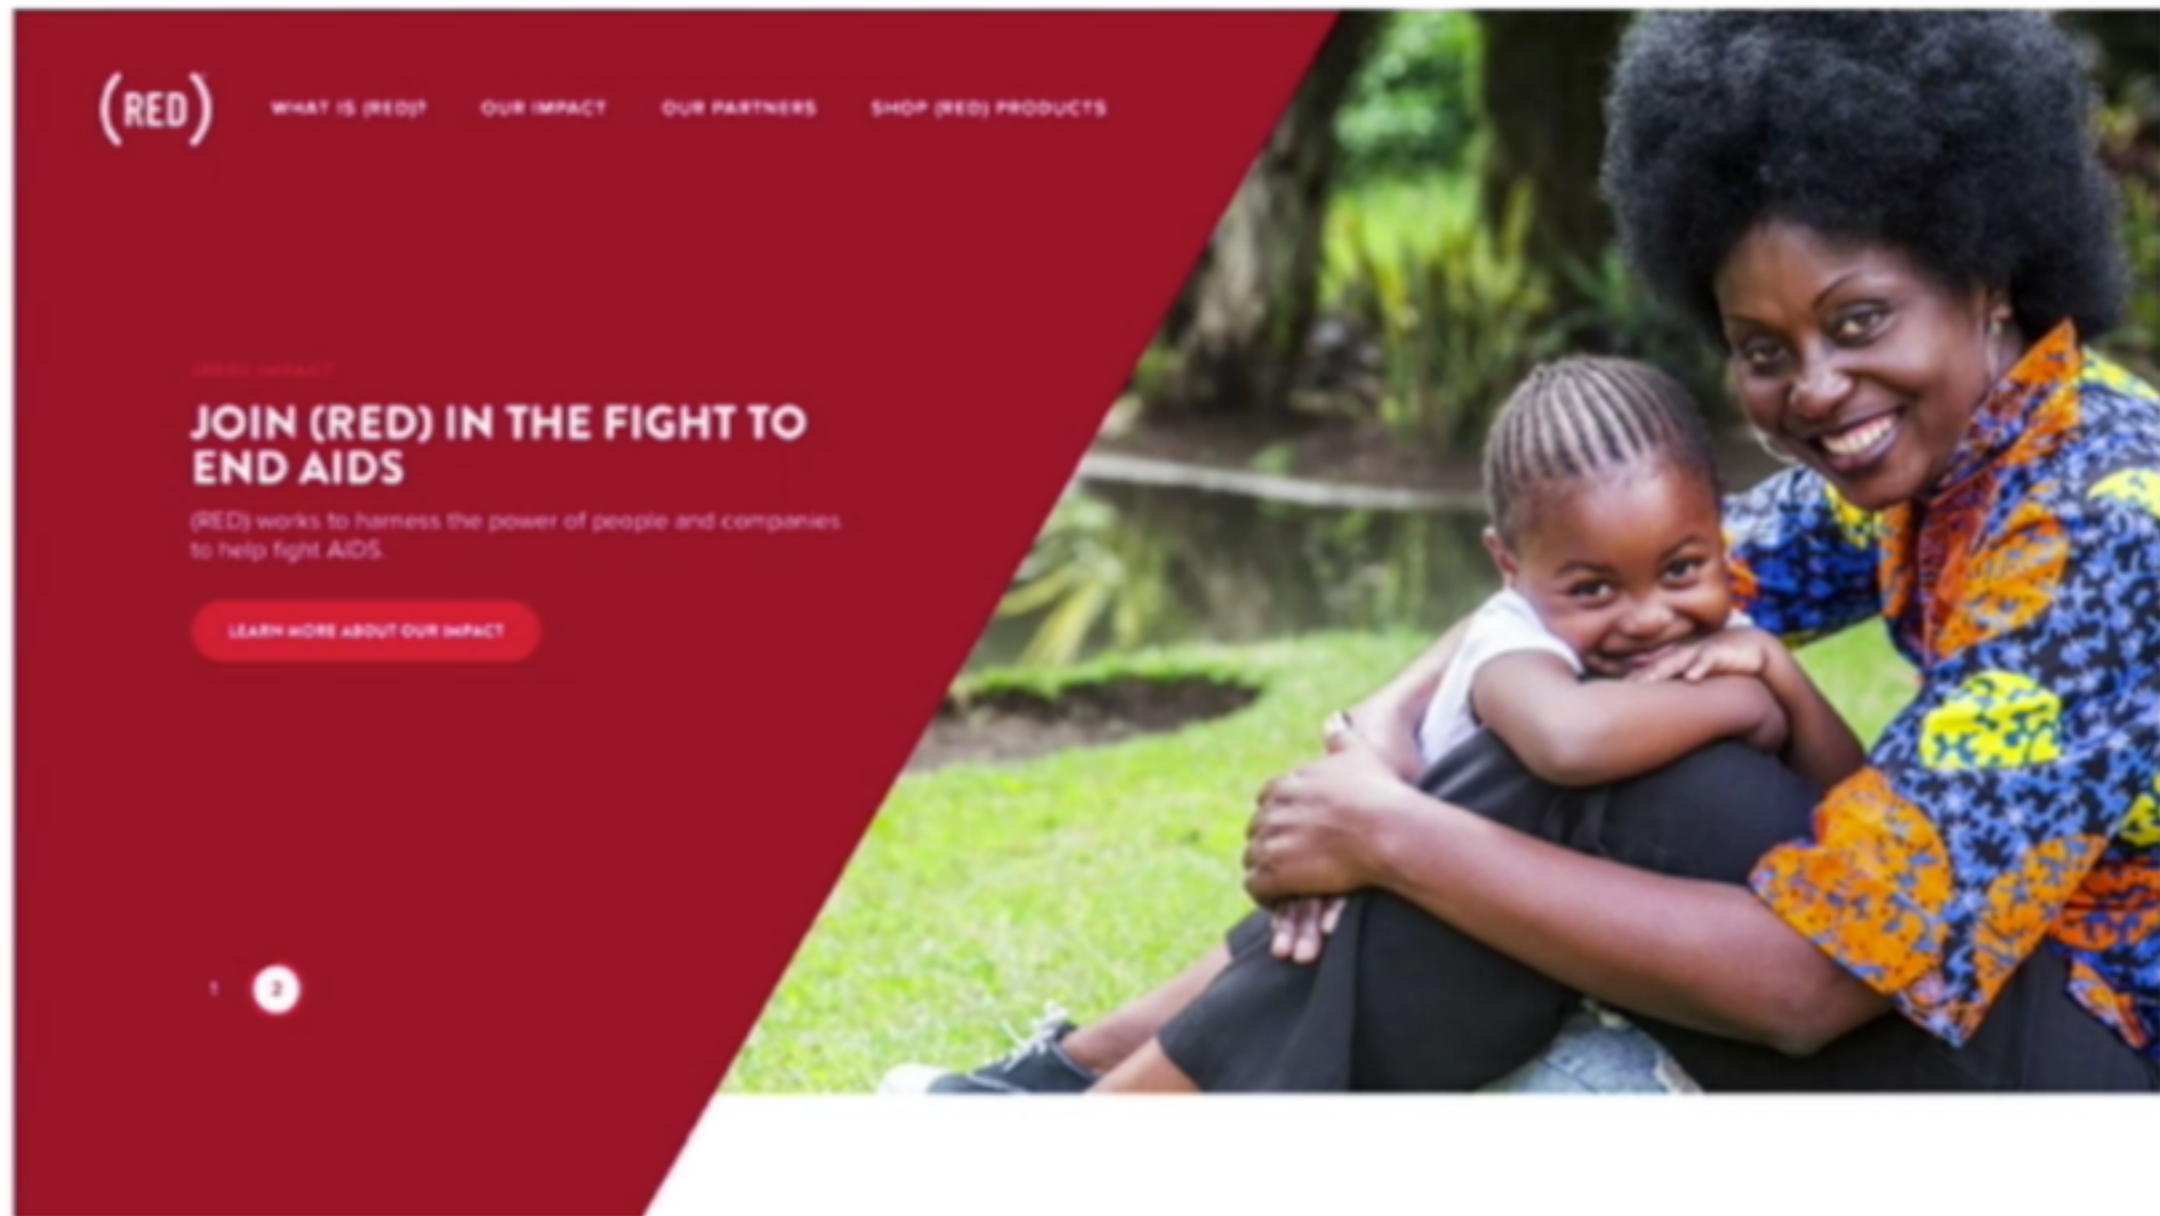 (RED)
WHAT IS (RED)?
OUR IMPACT
OUR PARTNERS
SHOP (RED) PRODUCTS
(RED) IMPACT
JOIN (RED) IN THE FIGHT TO
END AIDS
(RED) works to harness the power of people and companies
to help fight AIDS.
LEARN MORE ABOUT OUR IMPACT
1
2